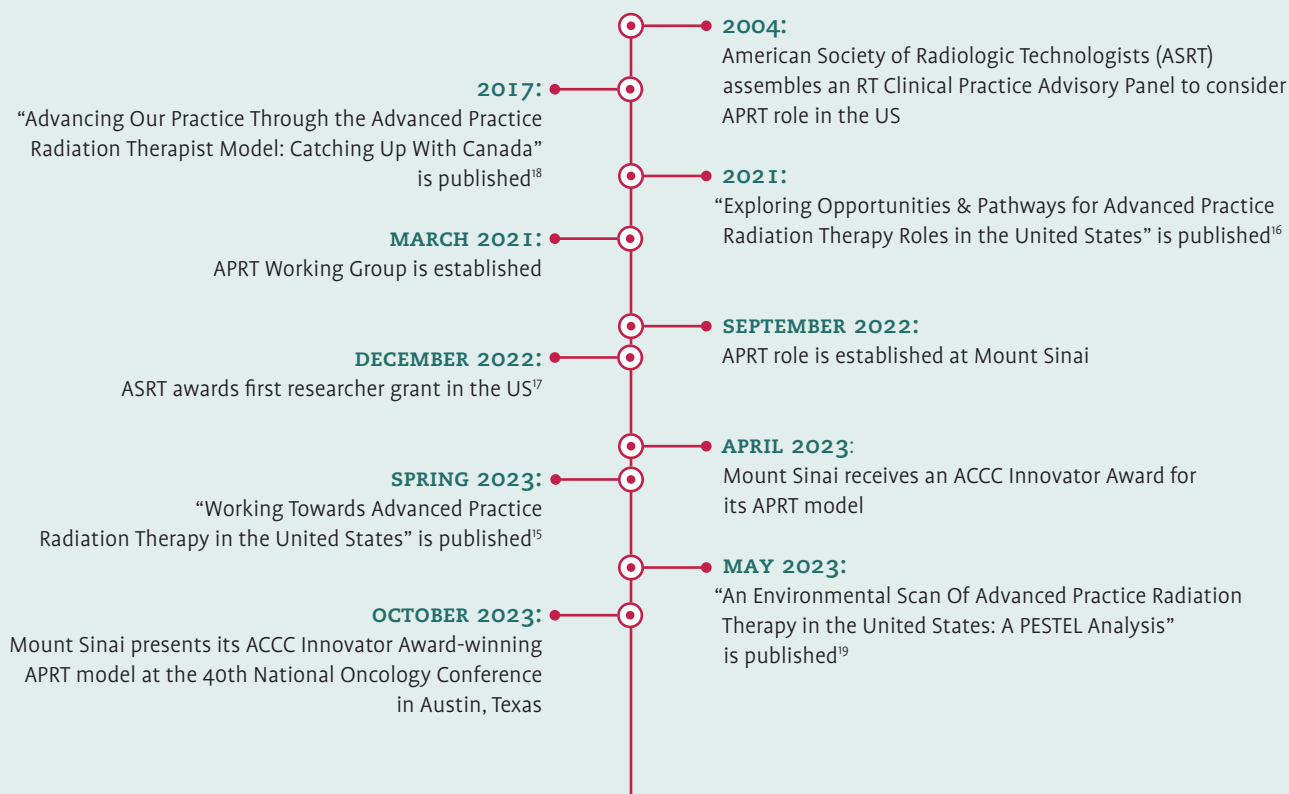 2004:
American Society of Radiologic Technologists (ASRT)
assembles an RT Clinical Practice Advisory Panel to consider
APRT role in the US
2017:
“Advancing Our Practice Through the Advanced Practice
Radiation Therapist Model: Catching Up With Canada”
is published¹⁸
2021:
“Exploring Opportunities & Pathways for Advanced Practice
Radiation Therapy Roles in the United States” is published¹⁶
MARCH 2021:
APRT Working Group is established
SEPTEMBER 2022:
APRT role is established at Mount Sinai
DECEMBER 2022:
ASRT awards first researcher grant in the US¹⁷
APRIL 2023:
Mount Sinai receives an ACCC Innovator Award for
its APRT model
SPRING 2023:
“Working Towards Advanced Practice
Radiation Therapy in the United States” is published¹⁵
MAY 2023:
“An Environmental Scan Of Advanced Practice Radiation
Therapy in the United States: A PESTEL Analysis”
is published¹⁹
OCTOBER 2023:
Mount Sinai presents its ACCC Innovator Award-winning
APRT model at the 40th National Oncology Conference
in Austin, Texas